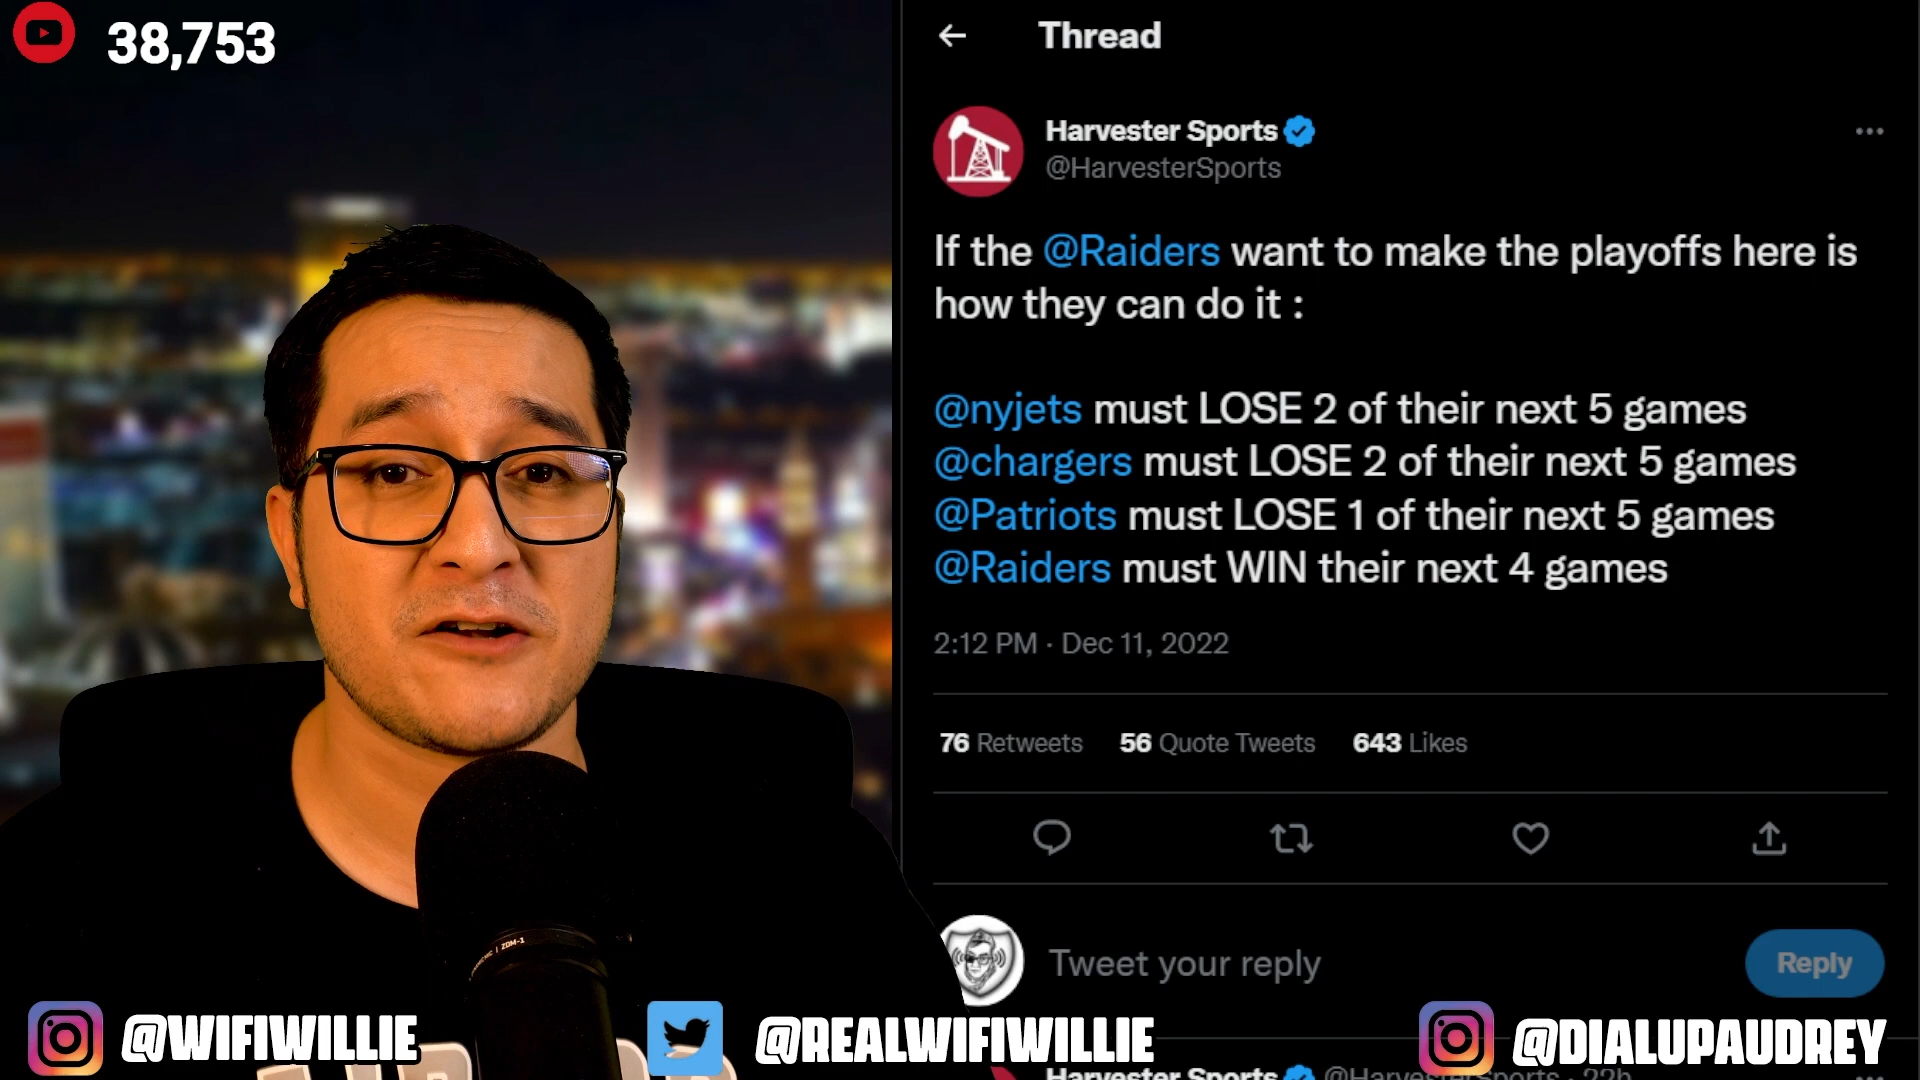 38,753
Thread
Harvester Sports
@HarvesterSports
If the @Raiders want to make the playoffs here is
how they can do it :
@nyjets must LOSE 2 of their next 5 games
@chargers must LOSE 2 of their next 5 games
@Patriots must LOSE 1 of their next 5 games
@Raiders must WIN their next 4 games
2:12 PM · Dec 11, 2022
76 Retweets 56 Quote Tweets 643 Likes
Tweet your reply
Reply
ZDM-1
@WIFIWILLIE
@REALWIFIWILLIE
@DIALUPAUDREY
Harvester Sports @HarvesterSports · 22h